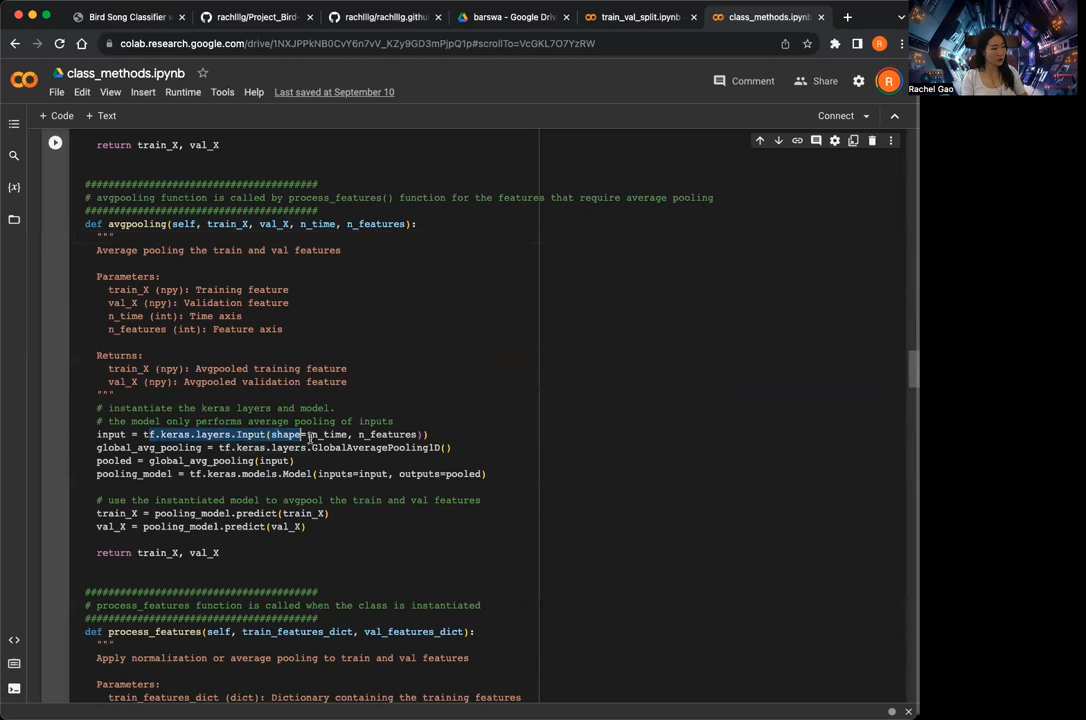 Bird Song Classifier w
rachlllg/Project_Bird-
rachlllg/rachlllg.githu
barswa - Google Driv
train_val_split.ipynb
class_methods.ipynb
colab.research.google.com/drive/1NXJPPkNB0CvY6n7vV_KZy9GD3mPjpQ1p#scrollTo=VcGKL7O7YzRW
R
Rachel Gao
class_methods.ipynb
Comment
Share
R
File Edit View Insert Runtime Tools Help Last saved at September 10
+ Code + Text
Connect
return train_X, val_X
#######################################
# avgpooling function is called by process_features() function for the features that require average pooling
#######################################
def avgpooling(self, train_X, val_X, n_time, n_features):
"""
Average pooling the train and val features
Parameters:
train_X (npy): Training feature
val_X (npy): Validation feature
n_time (int): Time axis
n_features (int): Feature axis
Returns:
train_X (npy): Avgpooled training feature
val_X (npy): Avgpooled validation feature
"""
# instantiate the keras layers and model.
# the model only performs average pooling of inputs
input = tf.keras.layers.Input(shape=(n_time, n_features))
global_avg_pooling = tf.keras.layers.GlobalAveragePooling1D()
pooled = global_avg_pooling(input)
pooling_model = tf.keras.models.Model(inputs=input, outputs=pooled)
# use the instantiated model to avgpool the train and val features
train_X = pooling_model.predict(train_X)
val_X = pooling_model.predict(val_X)
return train_X, val_X
#######################################
# process_features function is called when the class is instantiated
#######################################
def process_features(self, train_features_dict, val_features_dict):
"""
Apply normalization or average pooling to train and val features
Parameters:
train_features_dict (dict): Dictionary containing the training features